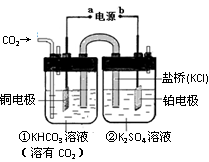 a 电源 b
CO₂
盐桥(KCl)
铜电极
铂电极
①KHCO₃溶液 ②K₂SO₄溶液
(溶有CO₂)